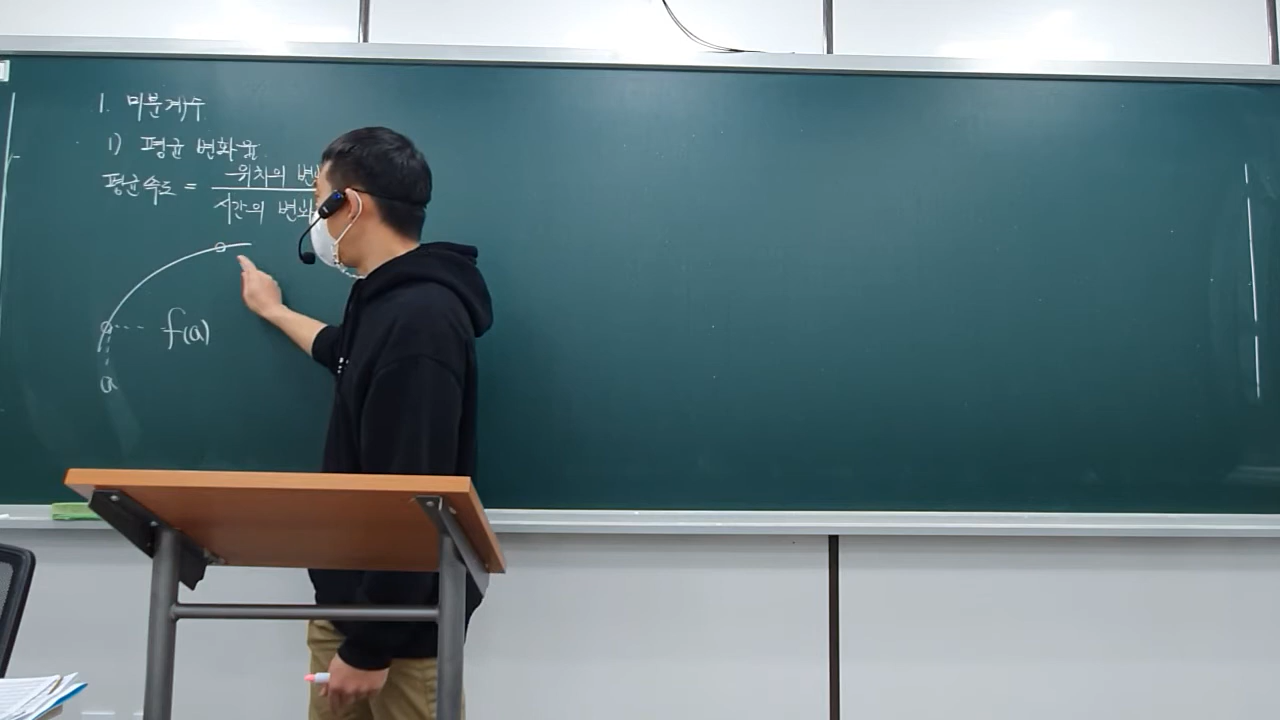 1. 미분계수
1) 평균 변화율
평균속도 = 위치의
시간의 변화
f(a)
a